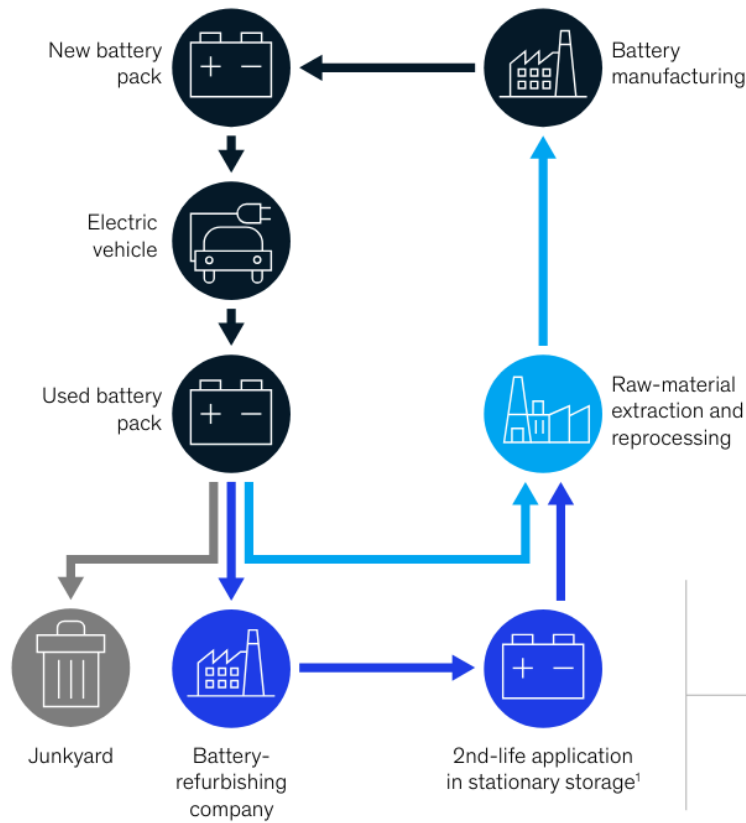 New battery
pack
Battery
manufacturing
Electric
vehicle
Used battery
pack
Raw-material
extraction and
reprocessing
Junkyard
Battery-
refurbishing
company
2nd-life application
in stationary storage¹